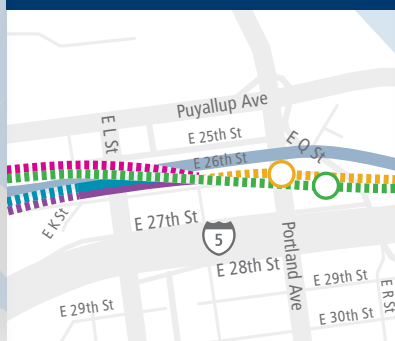 Puyallup Ave
E L St
E 25th St
E Q St
E 26th St
E K St
E 27th St
5
Portland Ave
E 28th St
E 29th St
E 29th St
E R St
E 30th St